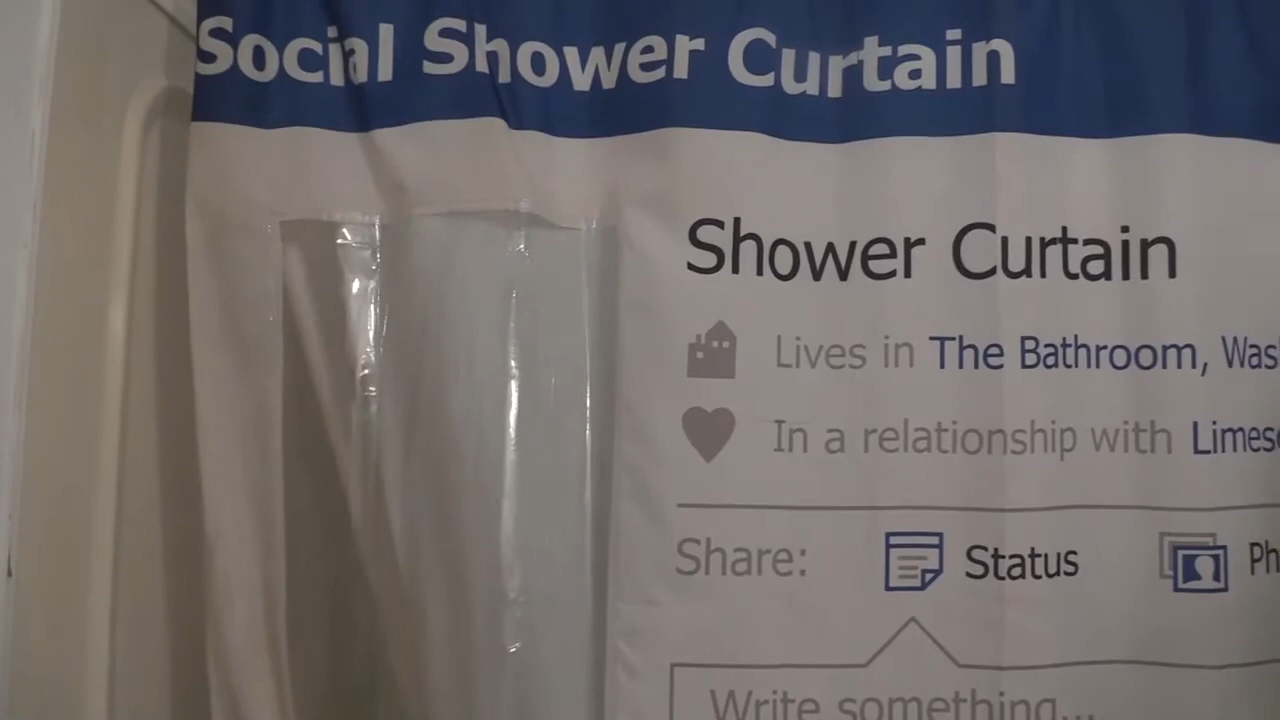 Social Shower Curtain
Shower Curtain
Lives in The Bathroom,
In a relationship with
Share: Status
Write something...